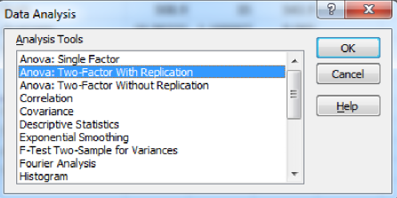 Data Analysis
Analysis Tools
Anova: Single Factor
Anova: Two-Factor With Replication
Anova: Two-Factor Without Replication
Correlation
Covariance
Descriptive Statistics
Exponential Smoothing
F-Test Two-Sample for Variances
Fourier Analysis
Histogram
OK
Cancel
Help